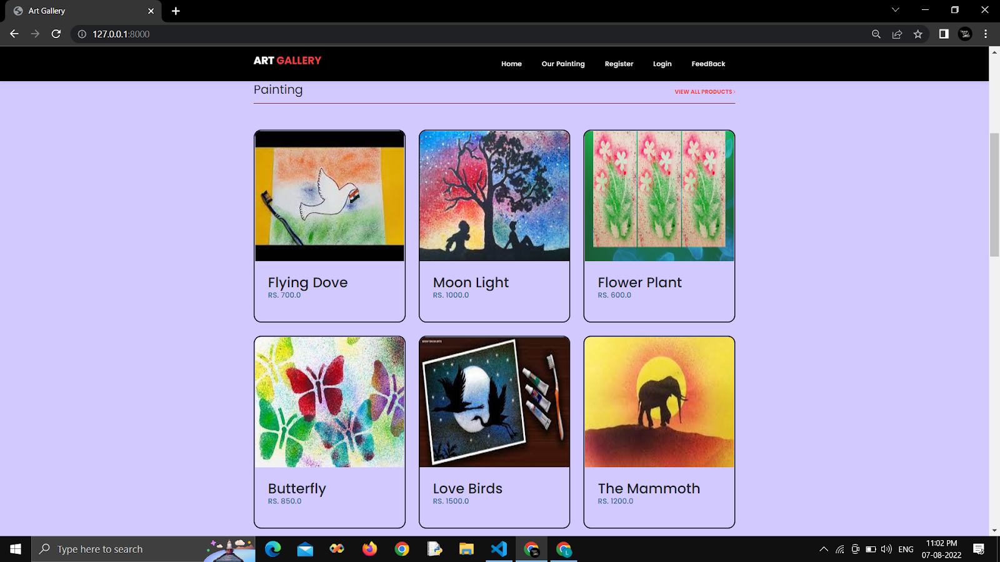 Art Gallery
127.0.0.1:8000
ART GALLERY
Home
Our Painting
Register
Login
FeedBack
Painting
VIEW ALL PRODUCTS
Flying Dove
RS. 700.0
Moon Light
RS. 1000.0
Flower Plant
RS. 600.0
Butterfly
RS. 850.0
Love Birds
RS. 1500.0
The Mammoth
RS. 1200.0
Type here to search
ENG
11:02 PM
07-08-2022